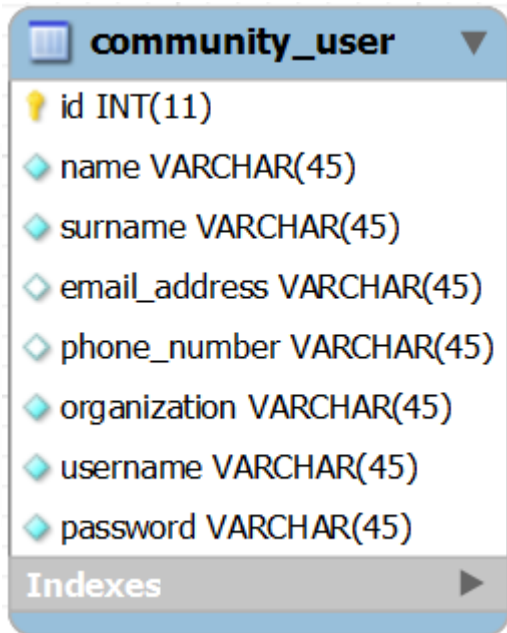 community_user
id INT(11)
name VARCHAR(45)
surname VARCHAR(45)
email_address VARCHAR(45)
phone_number VARCHAR(45)
organization VARCHAR(45)
username VARCHAR(45)
password VARCHAR(45)
Indexes